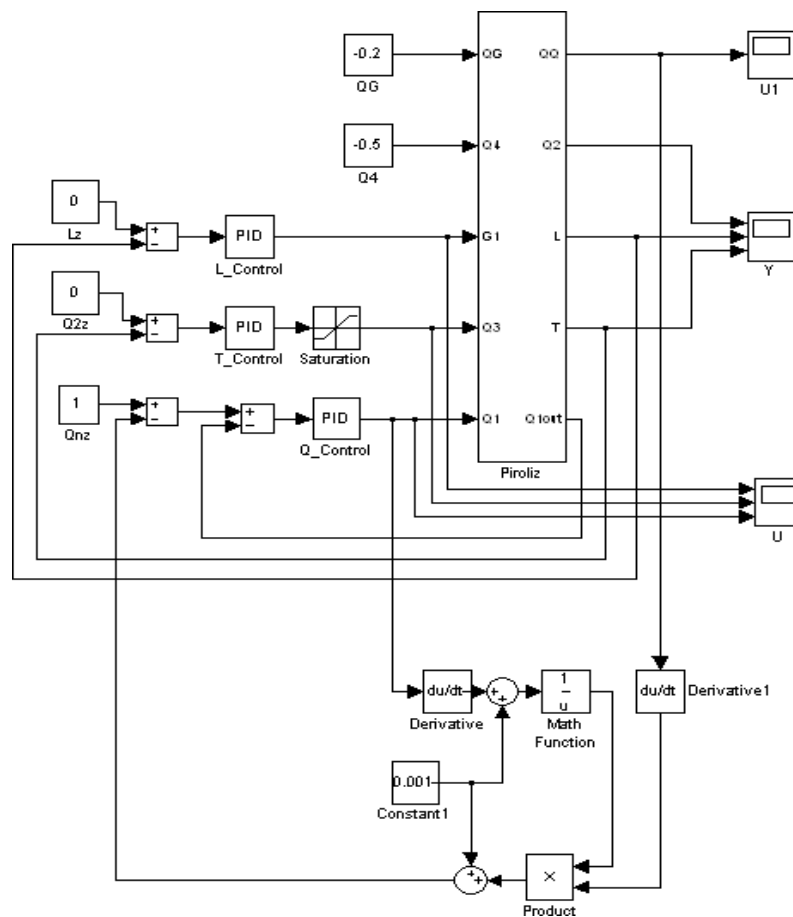 -0.2
QG
-0.5
Q4
QG
Q4
G1
Q3
Q1
QQ
Q2
L
T
Q1out
Piroliz
U1
Y
U
0
Lz
+
−
PID
L_Control
0
Q2z
+
−
PID
T_Control
Saturation
1
Qnz
+
−
+
−
PID
Q_Control
du/dt
Derivative
+
+
1
u
Math
Function
du/dt
Derivative1
0.001
Constant1
+
+
×
Product